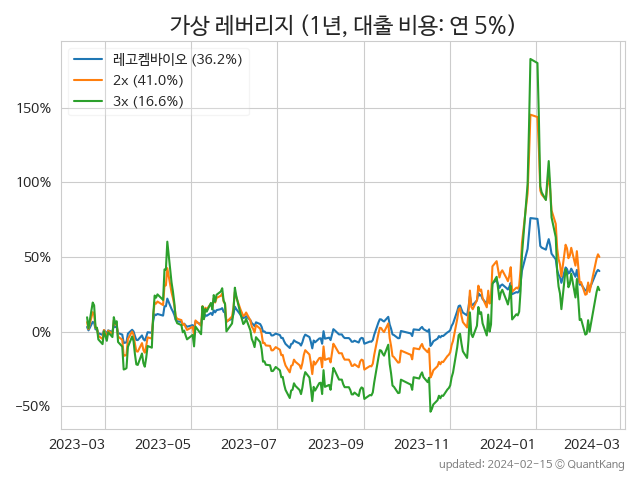 가상 레버리지 (1년, 대출 비용: 연 5%)
레고켐바이오 (36.2%)
2x (41.0%)
3x (16.6%)
150%
100%
50%
0%
−50%
2023-03 2023-05 2023-07 2023-09 2023-11 2024-01 2024-03
updated: 2024-02-15 © QuantKang